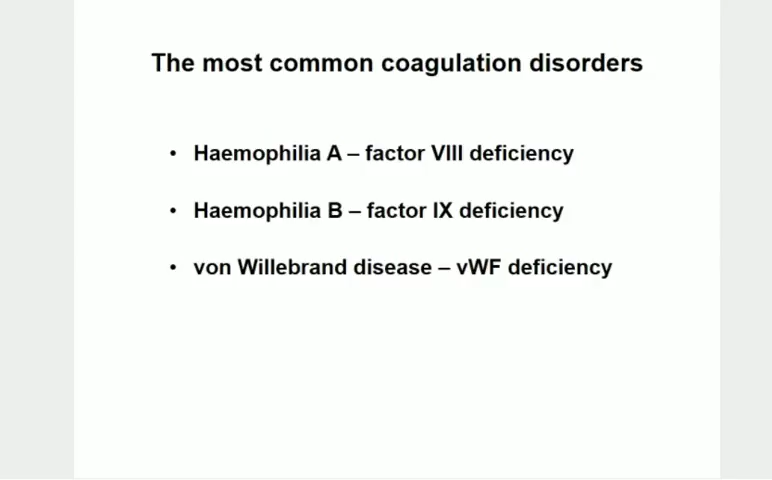 The most common coagulation disorders
• Haemophilia A – factor VIII deficiency
• Haemophilia B – factor IX deficiency
• von Willebrand disease – vWF deficiency